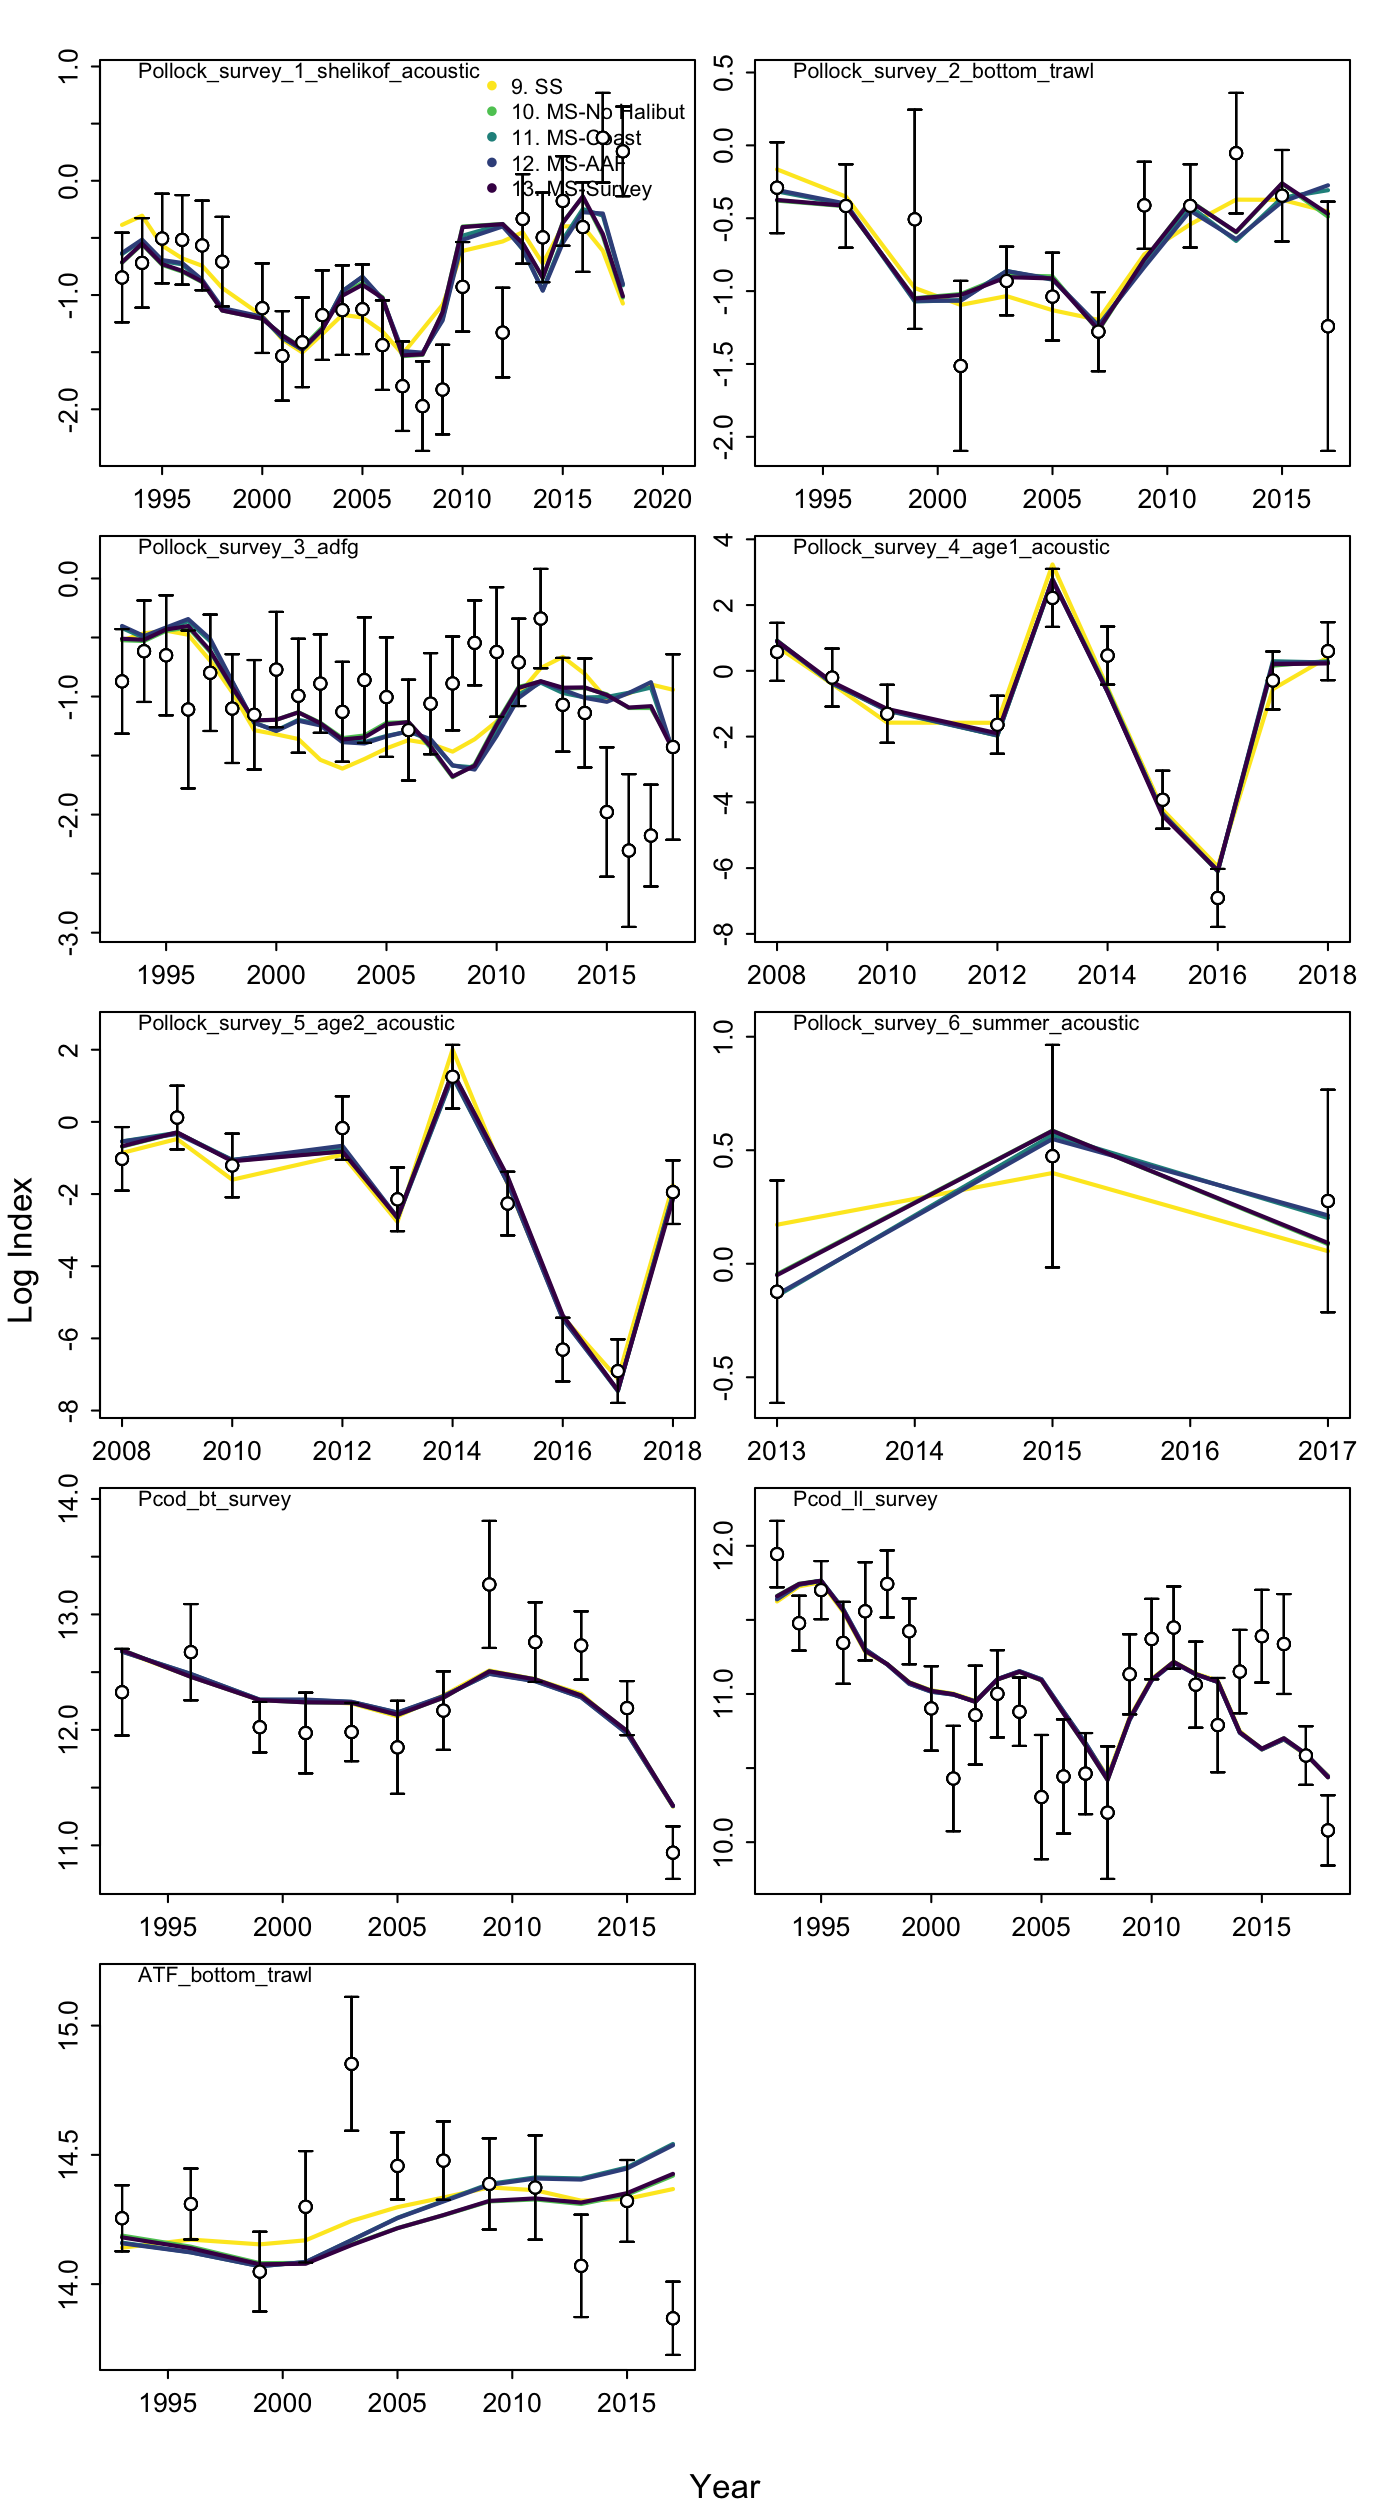 Pollock_survey_1_shelikof_acoustic
9. SS
10. MS-No Halibut
11. MS-Coast
12. MS-AAF
13. MS-Survey
1.0
0.0
-1.0
-2.0
1995 2000 2005 2010 2015 2020
Pollock_survey_2_bottom_trawl
0.5
0.0
-0.5
-1.0
-1.5
-2.0
1995 2000 2005 2010 2015
Pollock_survey_3_adfg
0.0
-1.0
-2.0
-3.0
1995 2000 2005 2010 2015
Pollock_survey_4_age1_acoustic
4
2
0
-2
-4
-6
-8
2008 2010 2012 2014 2016 2018
Pollock_survey_5_age2_acoustic
2
0
-2
-4
-6
-8
2008 2010 2012 2014 2016 2018
Pollock_survey_6_summer_acoustic
1.0
0.5
0.0
-0.5
2013 2014 2015 2016 2017
Log Index
Pcod_bt_survey
14.0
13.0
12.0
11.0
1995 2000 2005 2010 2015
Pcod_ll_survey
12.0
11.0
10.0
1995 2000 2005 2010 2015
ATF_bottom_trawl
15.0
14.5
14.0
1995 2000 2005 2010 2015
Year